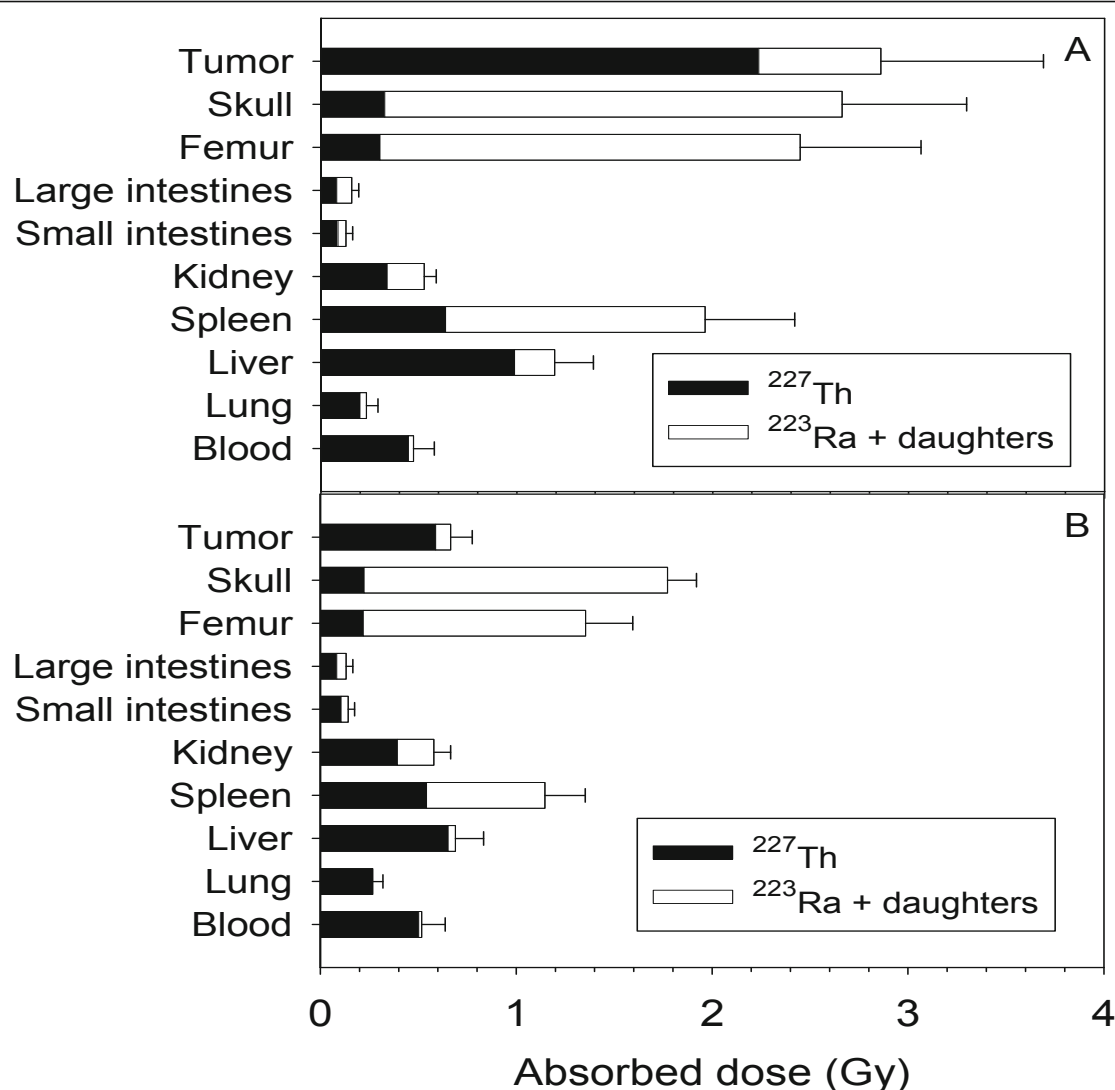 A
Tumor
Skull
Femur
Large intestines
Small intestines
Kidney
Spleen
Liver
Lung
Blood
²²⁷Th
²²³Ra + daughters
B
Tumor
Skull
Femur
Large intestines
Small intestines
Kidney
Spleen
Liver
Lung
Blood
²²⁷Th
²²³Ra + daughters
0 1 2 3 4
Absorbed dose (Gy)